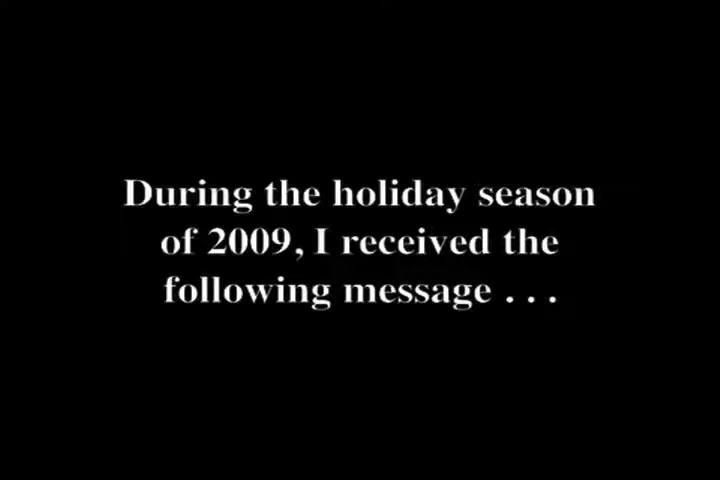 During the holiday season
of 2009, I received the
following message . . .